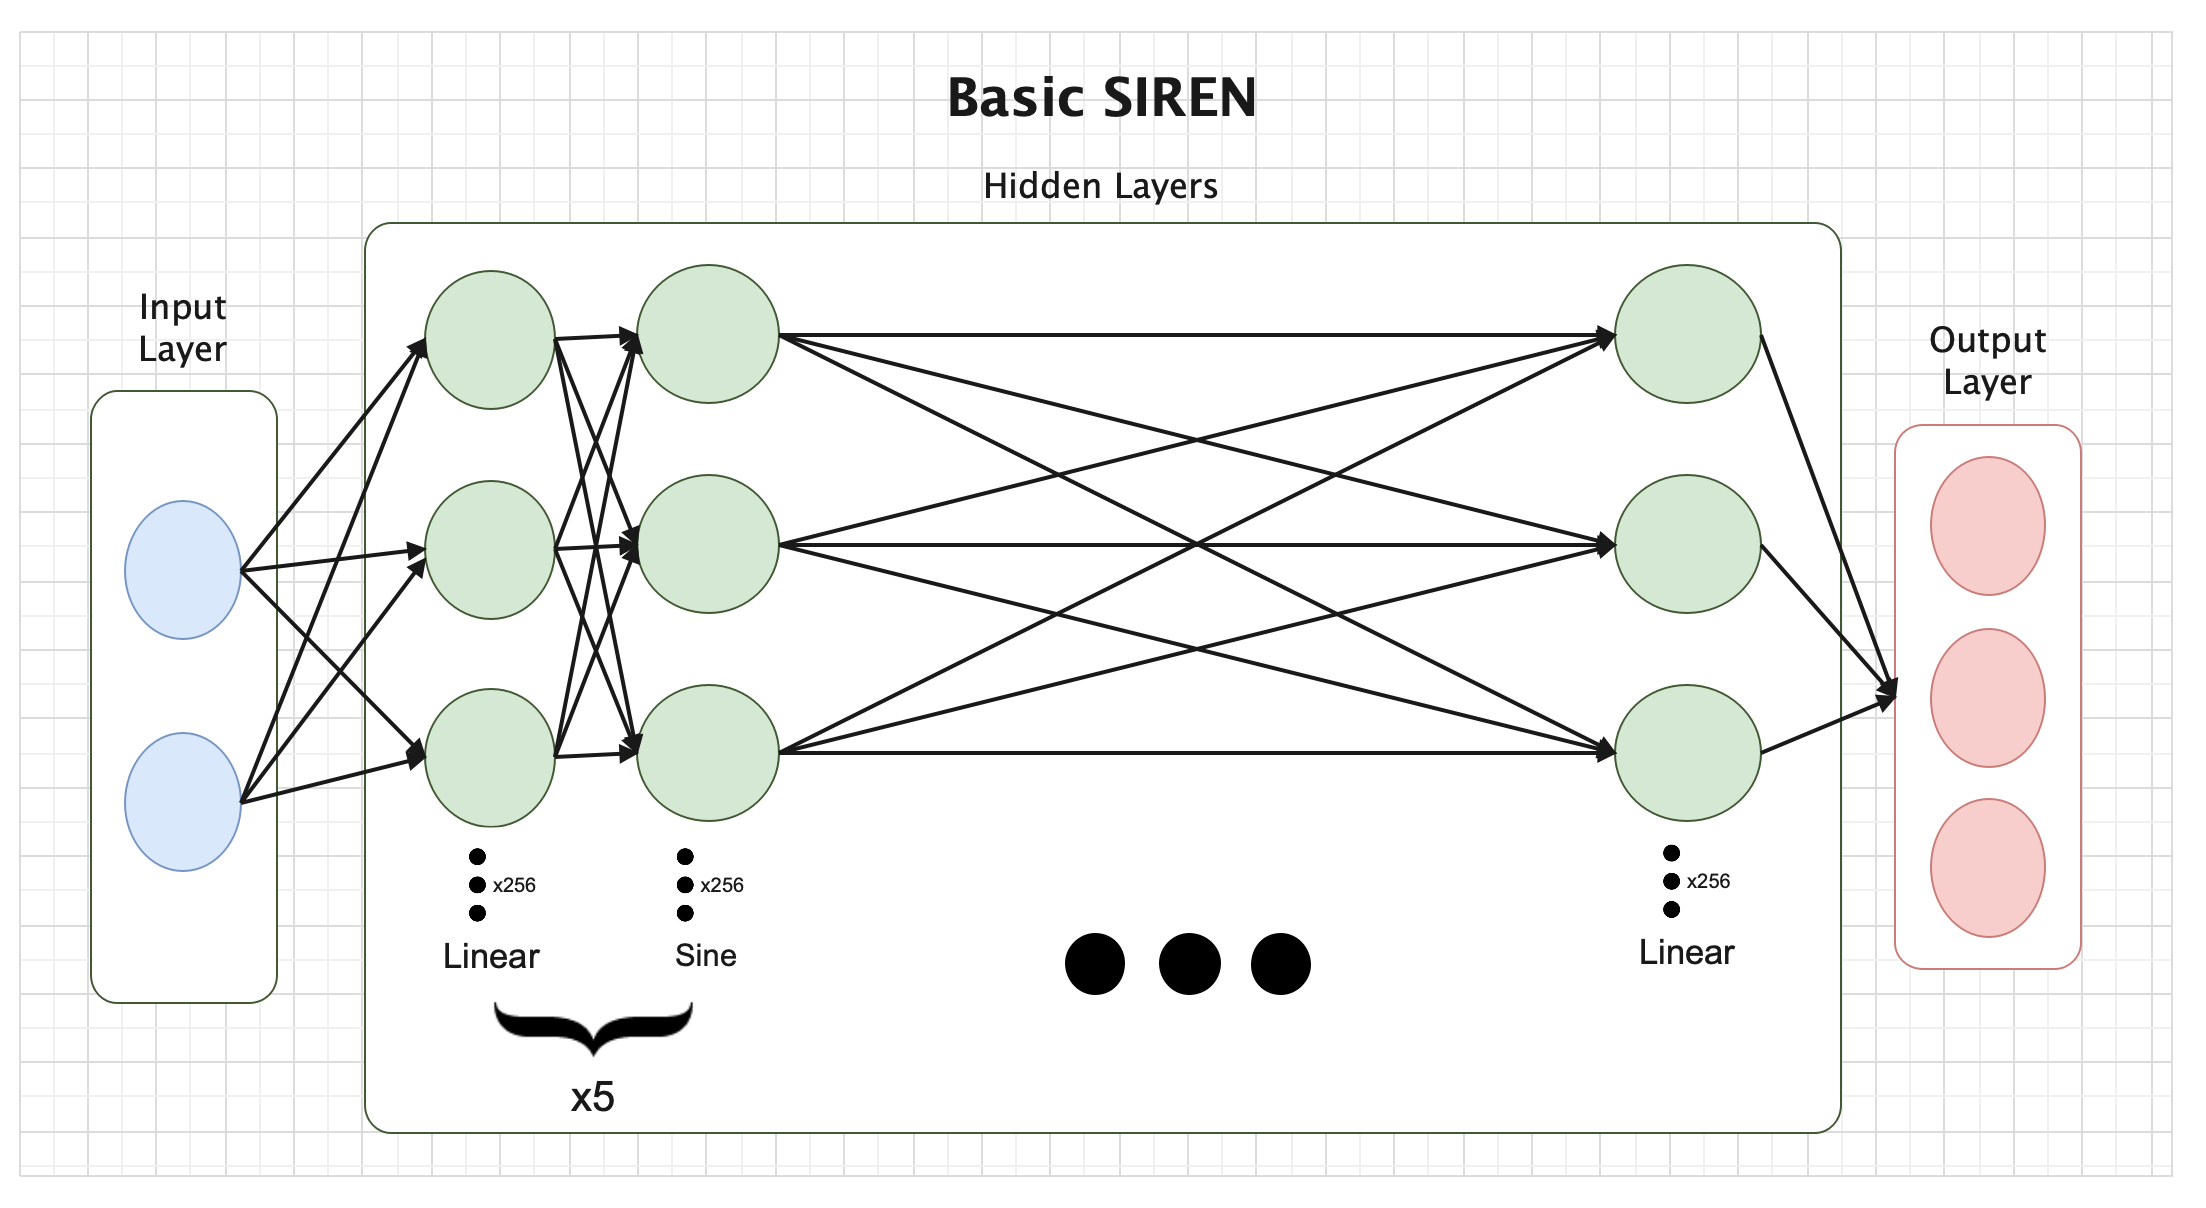 Basic SIREN
Hidden Layers
Input
Layer
Output
Layer
x256
x256
x256
Linear
Sine
Linear
x5